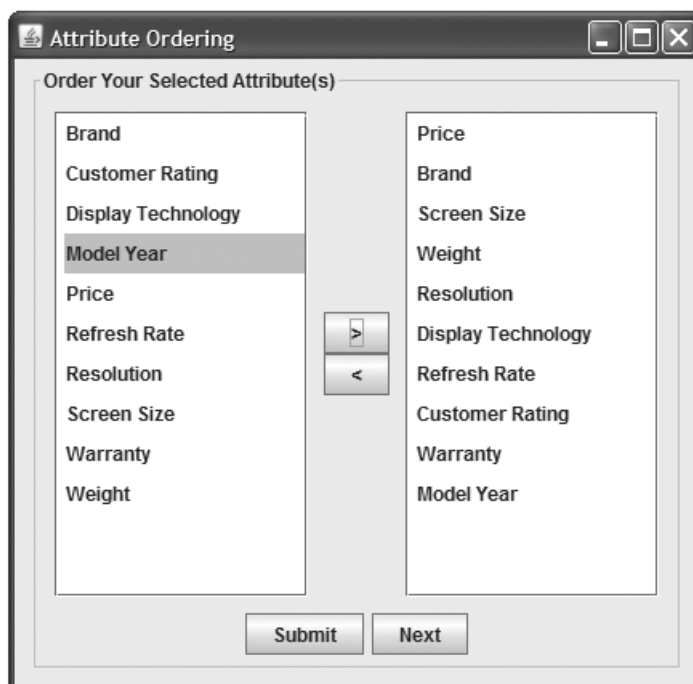 Attribute Ordering
Order Your Selected Attribute(s)
Brand
Customer Rating
Display Technology
Model Year
Price
Refresh Rate
Resolution
Screen Size
Warranty
Weight
>
<
Price
Brand
Screen Size
Weight
Resolution
Display Technology
Refresh Rate
Customer Rating
Warranty
Model Year
Submit
Next